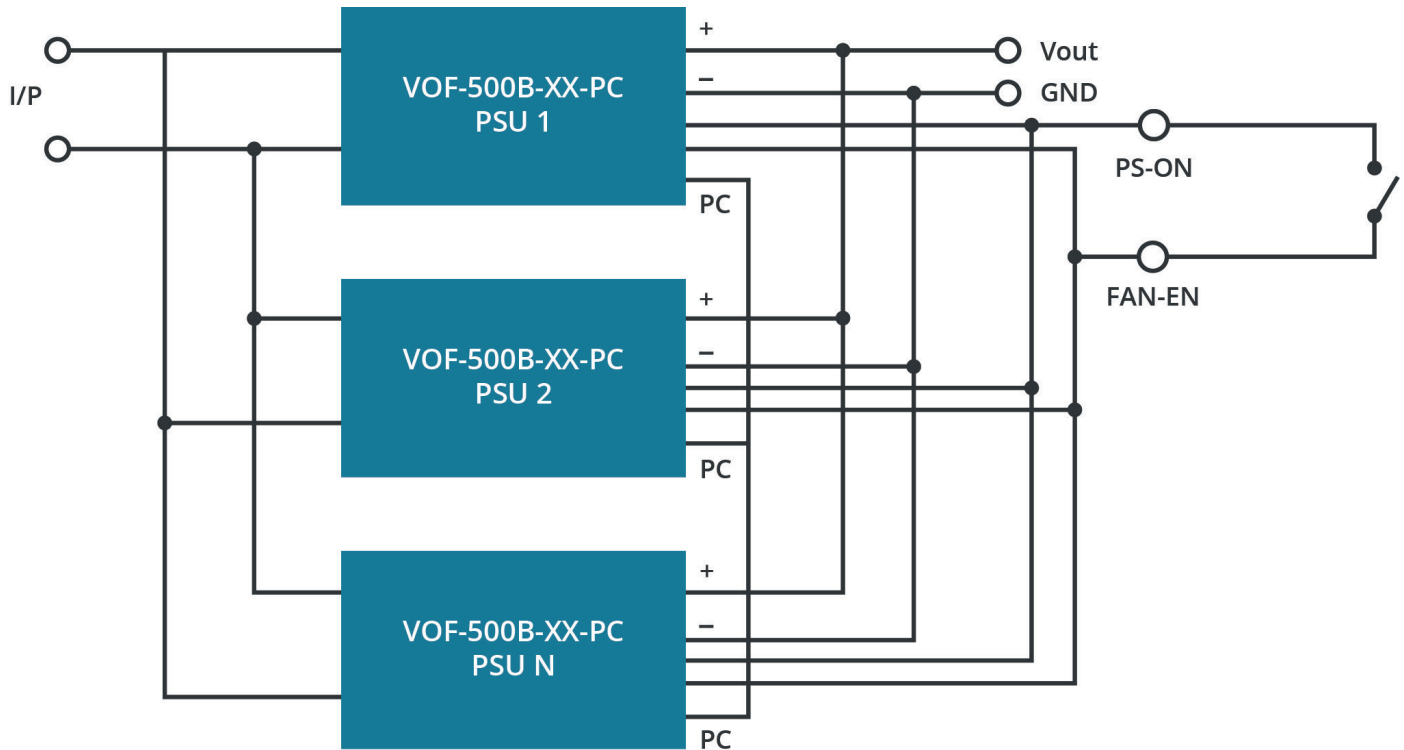 I/P
VOF-500B-XX-PC
PSU 1
+
−
PC
Vout
GND
PS-ON
FAN-EN
VOF-500B-XX-PC
PSU 2
+
−
PC
VOF-500B-XX-PC
PSU N
+
−
PC